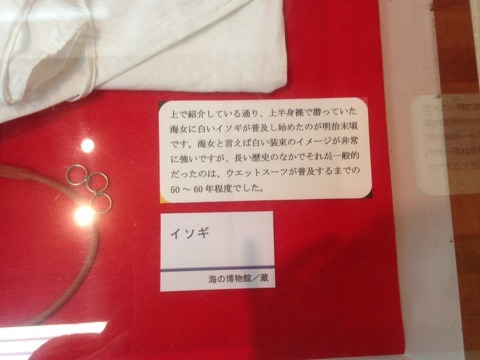 上で紹介している通り、上半身裸で潜っていた
海女に白いイソギが普及し始めたのが明治末頃
です。海女と言えば白い装束のイメージが非常
に強いですが、長い歴史のなかでそれが一般的
だったのは、ウエットスーツが普及するまでの
50～60年程度でした。
イソギ
海の博物館／蔵